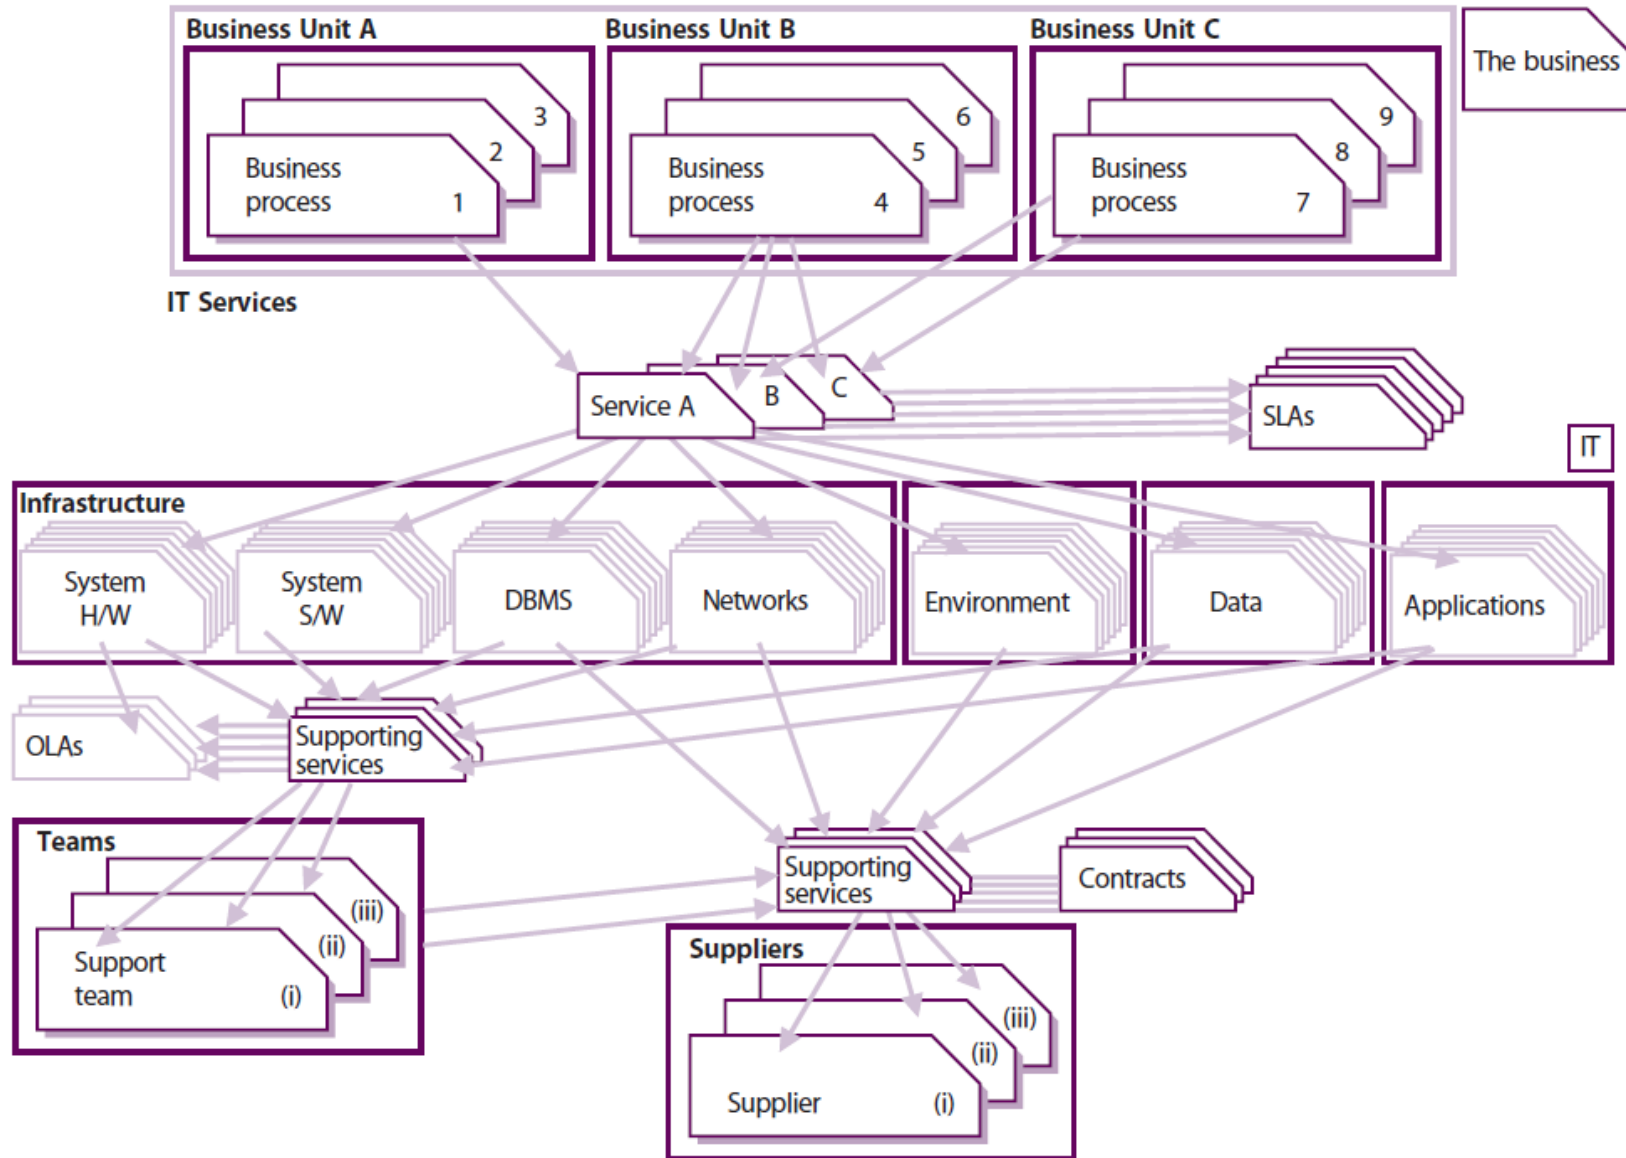 Business Unit A
Business Unit B
Business Unit C
The business
3
6
9
2
5
8
Business
process 1
Business
process 4
Business
process 7
IT Services
Service A
B
C
SLAs
IT
Infrastructure
System
H/W
System
S/W
DBMS
Networks
Environment
Data
Applications
OLAs
Supporting
services
Teams
(iii)
(ii)
Support
team (i)
Supporting
services
Contracts
Suppliers
(iii)
(ii)
Supplier (i)